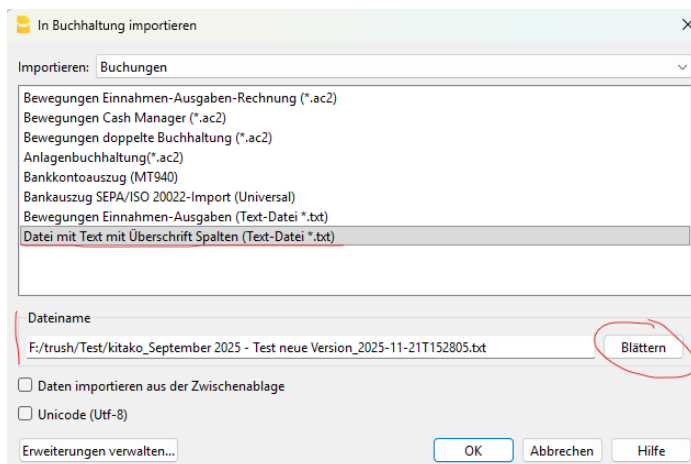 In Buchhaltung importieren
Importieren: Buchungen
Bewegungen Einnahmen-Ausgaben-Rechnung (*.ac2)
Bewegungen Cash Manager (*.ac2)
Bewegungen doppelte Buchhaltung (*.ac2)
Anlagenbuchhaltung(*.ac2)
Bankkontoauszug (MT940)
Bankauszug SEPA/ISO 20022-Import (Universal)
Bewegungen Einnahmen-Ausgaben (Text-Datei *.txt)
Datei mit Text mit Überschrift Spalten (Text-Datei *.txt)
Dateiname
F:/trush/Test/kitako_September 2025 - Test neue Version_2025-11-21T152805.txt Blättern
Daten importieren aus der Zwischenablage
Unicode (Utf-8)
Erweiterungen verwalten... OK Abbrechen Hilfe